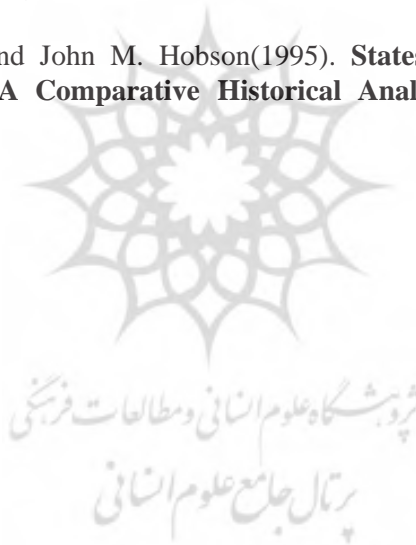 nd John M. Hobson(1995). States
A Comparative Historical Anal
پژوهشگاه علوم انسانی و مطالعات فرهنگی
پرتال جامع علوم انسانی